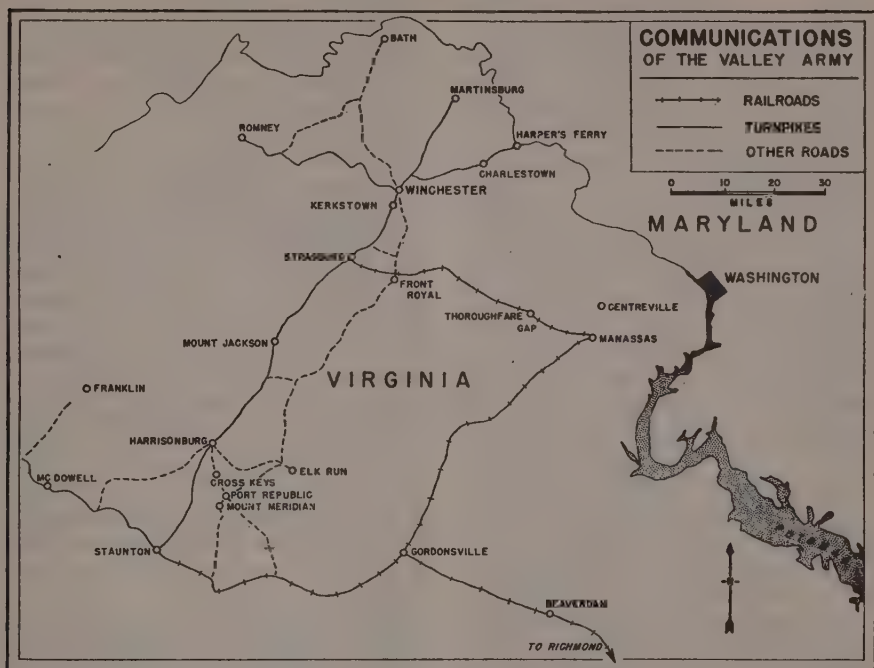 COMMUNICATIONS
OF THE VALLEY ARMY
RAILROADS
TURNPIKES
OTHER ROADS
0 10 20 30
MILES
BATH
MARTINSBURG
ROMNEY
HARPER'S FERRY
CHARLESTOWN
WINCHESTER
KERKSTOWN
MARYLAND
STRASBURG
WASHINGTON
FRONT
ROYAL
CENTREVILLE
THOROUGHFARE
GAP
MANASSAS
MOUNT JACKSON
VIRGINIA
FRANKLIN
HARRISONBURG
ELK RUN
CROSS KEYS
MC DOWELL
PORT REPUBLIC
MOUNT MERIDIAN
STAUNTON
GORDONSVILLE
BEAVERDAM
TO RICHMOND